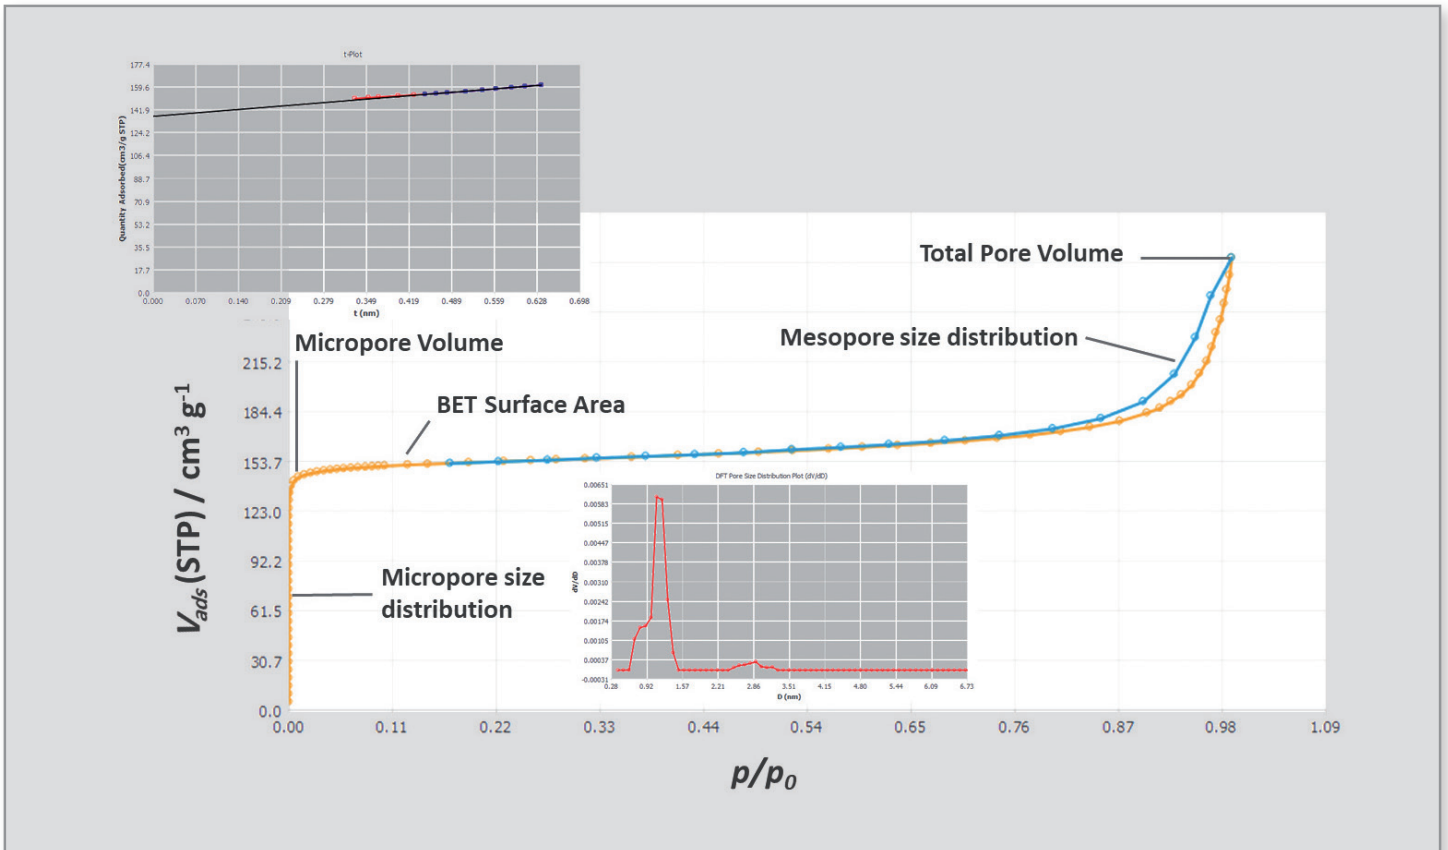 t-Plot
177.4
159.6
141.9
124.2
106.4
88.7
70.9
53.2
35.5
17.7
0.0
Quantity Adsorbed(cm3/g STP)
0.000 0.070 0.140 0.209 0.279 0.349 0.419 0.489 0.559 0.628 0.698
t (nm)
Total Pore Volume
Micropore Volume
Mesopore size distribution
BET Surface Area
Micropore size
distribution
215.2
184.4
153.7
123.0
92.2
61.5
30.7
0.0
Vads (STP) / cm3 g-1
DFT Pore Size Distribution Plot (dV/dD)
0.00651
0.00583
0.00515
0.00447
0.00378
0.00310
0.00242
0.00174
0.00105
0.00037
-0.00031
dV/dD
0.28 0.92 1.57 2.21 2.86 3.51 4.15 4.80 5.44 6.09 6.73
D (nm)
0.00 0.11 0.22 0.33 0.44 0.54 0.65 0.76 0.87 0.98 1.09
p/p0